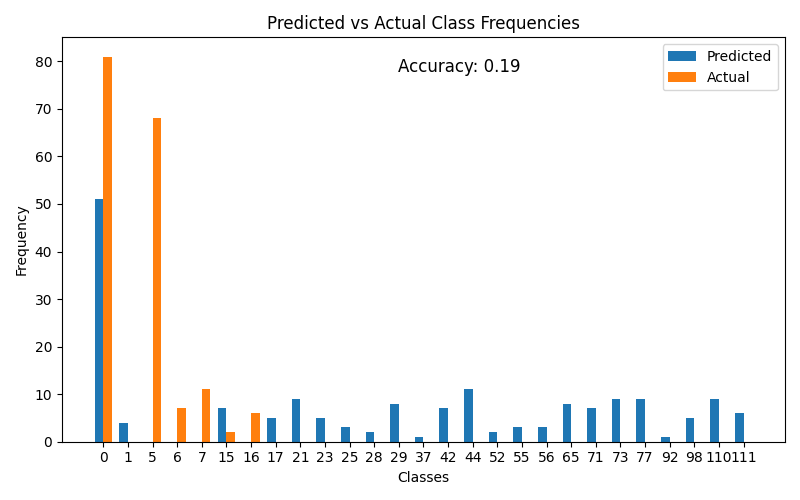 Predicted vs Actual Class Frequencies
Accuracy: 0.19
Predicted
Actual
Frequency
80
70
60
50
40
30
20
10
0
0 1 5 6 7 15 16 17 21 23 25 28 29 37 42 44 52 55 56 65 71 73 77 92 98 110 111
Classes